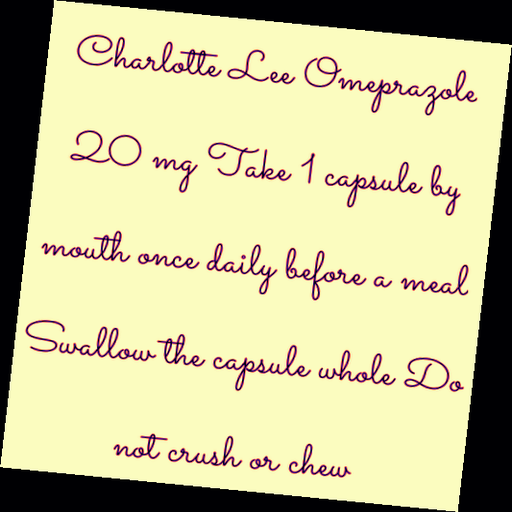 Charlotte Lee Omeprazole
20 mg Take 1 capsule by
mouth once daily before a meal
Swallow the capsule whole Do
not crush or chew